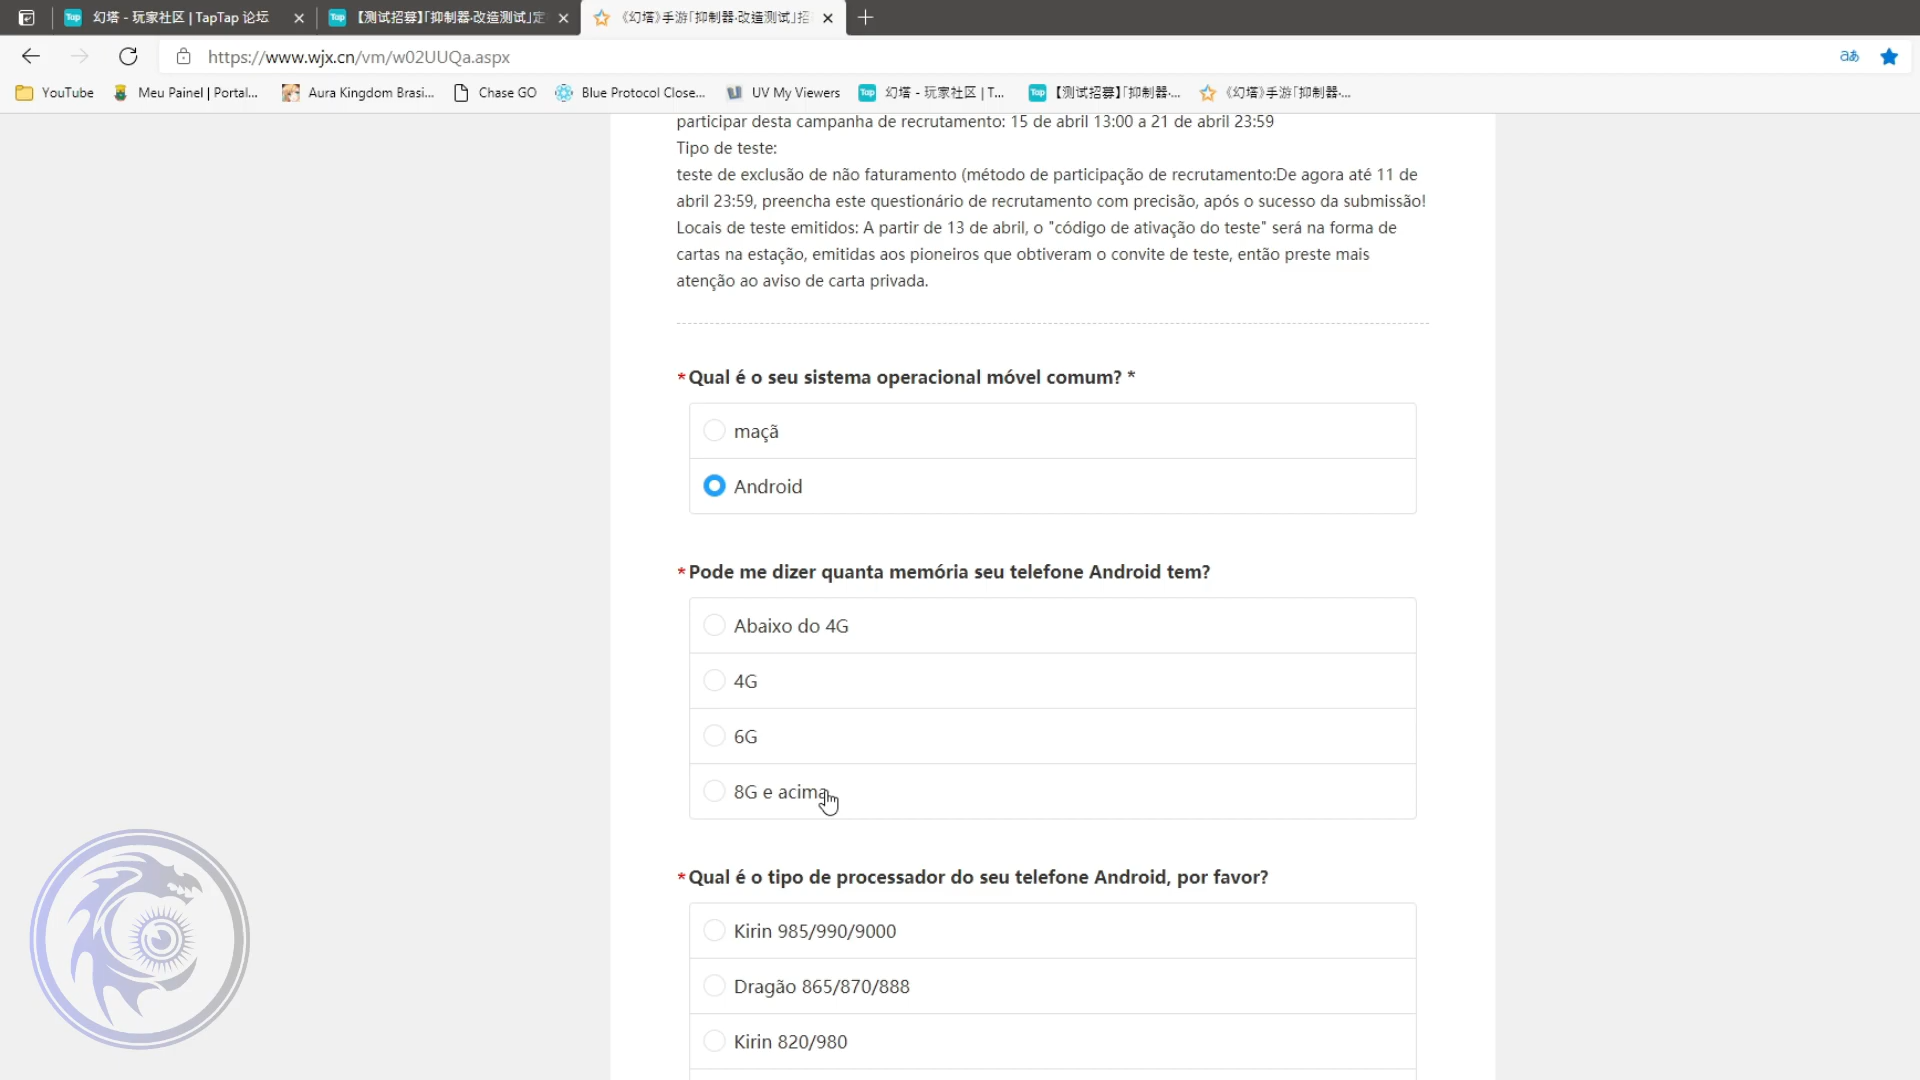 Top 幻塔 - 玩家社区 | TapTap 论坛
Top 【测试招募】「抑制器·改造测试」定
《幻塔》手游「抑制器·改造测试」招
https://www.wjx.cn/vm/w02UUQa.aspx
aあ
YouTube
Meu Painel | Portal...
Aura Kingdom Brasi...
Chase GO
Blue Protocol Close...
UV My Viewers
Top 幻塔 - 玩家社区 | T...
Top 【测试招募】「抑制器·...
《幻塔》手游「抑制器·...
participar desta campanha de recrutamento: 15 de abril 13:00 a 21 de abril 23:59
Tipo de teste:
teste de exclusão de não faturamento (método de participação de recrutamento:De agora até 11 de
abril 23:59, preencha este questionário de recrutamento com precisão, após o sucesso da submissão!
Locais de teste emitidos: A partir de 13 de abril, o "código de ativação do teste" será na forma de
cartas na estação, emitidas aos pioneiros que obtiveram o convite de teste, então preste mais
atenção ao aviso de carta privada.
*Qual é o seu sistema operacional móvel comum? *
maçã
Android
*Pode me dizer quanta memória seu telefone Android tem?
Abaixo do 4G
4G
6G
8G e acima
*Qual é o tipo de processador do seu telefone Android, por favor?
Kirin 985/990/9000
Dragão 865/870/888
Kirin 820/980